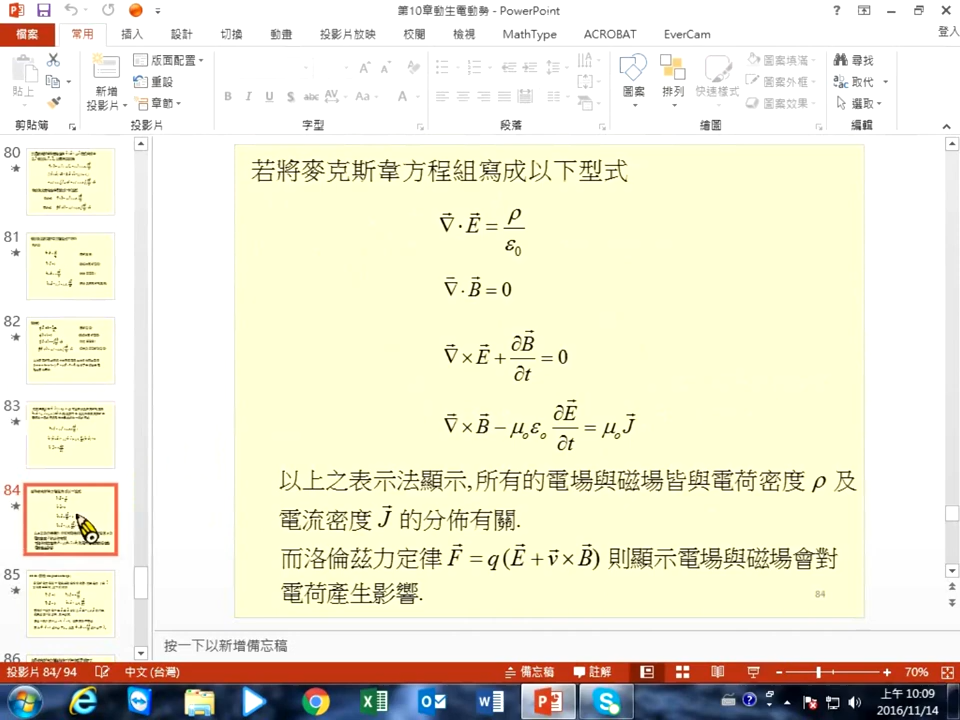 第10章動生電動勢 - PowerPoint
檔案 常用 插入 設計 切換 動畫 投影片放映 校閱 檢視 MathType ACROBAT EverCam 登入
版面配置
重設
章節
貼上
新增
投影片
B I U S abc AV Aa A
圖案 排列 快速樣式
圖案填滿
圖案外框
圖案效果
尋找
取代
選取
剪貼簿 投影片 字型 段落 繪圖 編輯
80
81
82
83
84
85
86
若將麥克斯韋方程組寫成以下型式
∇⃗ · E⃗ = ρ/ε₀
∇⃗ · B⃗ = 0
∇⃗ × E⃗ + ∂B⃗/∂t = 0
∇⃗ × B⃗ − μₒεₒ ∂E⃗/∂t = μₒJ⃗
以上之表示法顯示,所有的電場與磁場皆與電荷密度 ρ 及
電流密度 J⃗ 的分佈有關.
而洛倫茲力定律 F⃗ = q(E⃗ + v⃗ × B⃗) 則顯示電場與磁場會對
電荷產生影響.
84
按一下以新增備忘稿
投影片 84/94 中文 (台灣) 備忘稿 註解 70%
上午 10:09
2016/11/14